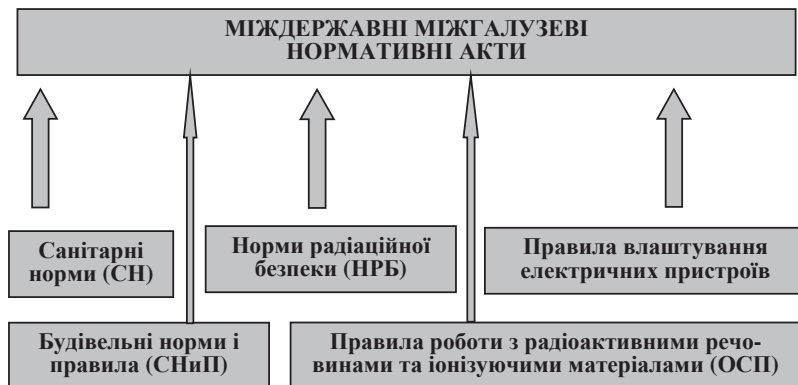 МІЖДЕРЖАВНІ МІЖГАЛУЗЕВІ
НОРМАТИВНІ АКТИ
Санітарні
норми (СН)
Норми радіаційної
безпеки (НРБ)
Правила влаштування
електричних пристроїв
Будівельні норми і
правила (СНиП)
Правила роботи з радіоактивними речо-
винами та іонізуючими матеріалами (ОСП)